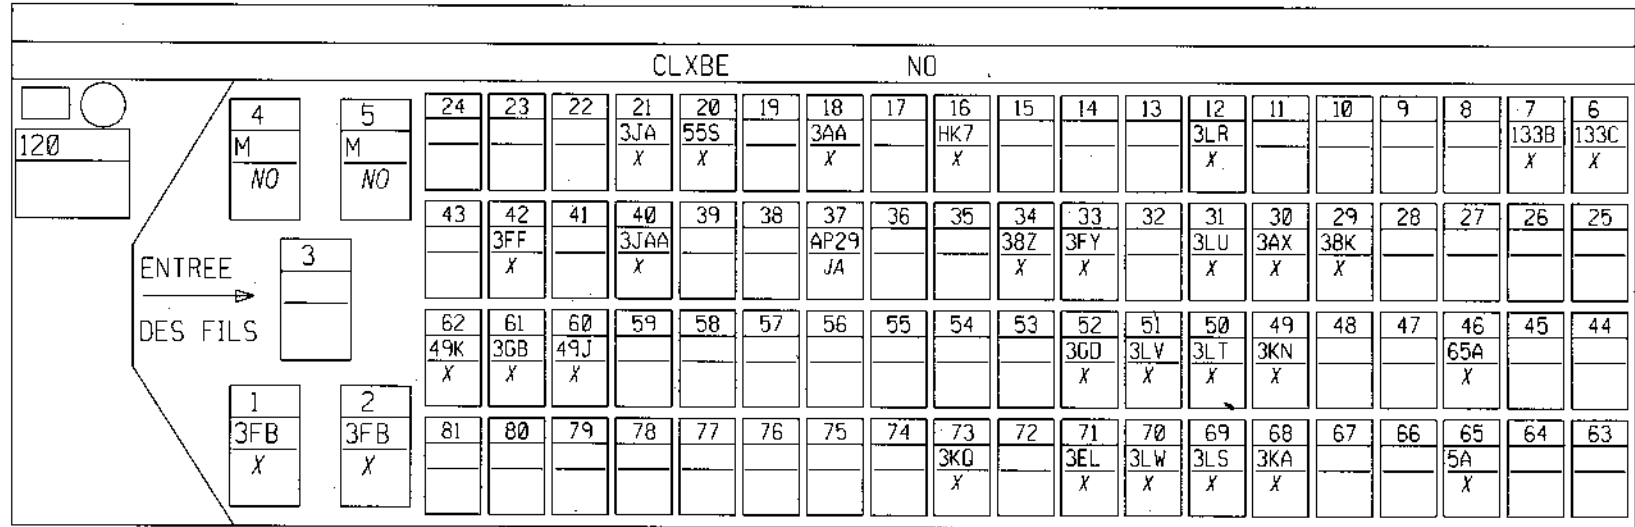 CLXBE NO
120
4 5 24 23 22 21 20 19 18 17 16 15 14 13 12 11 10 9 8 7 6
M M 3JA 55S 3AA HK7 3LR 133B 133C
NO NO X X X X X X X
43 42 41 40 39 38 37 36 35 34 33 32 31 30 29 28 27 26 25
3FF 3JAA AP29 38Z 3FY 3LU 3AX 38K
X X JA X X X X X
3
ENTREE
DES FILS
62 61 60 59 58 57 56 55 54 53 52 51 50 49 48 47 46 45 44
49K 3GB 49J 3GD 3LV 3LT 3KN 65A
X X X X X X X X
1 2 81 80 79 78 77 76 75 74 73 72 71 70 69 68 67 66 65 64 63
3FB 3FB 3KQ 3EL 3LW 3LS 3KA 5A
X X X X X X X X